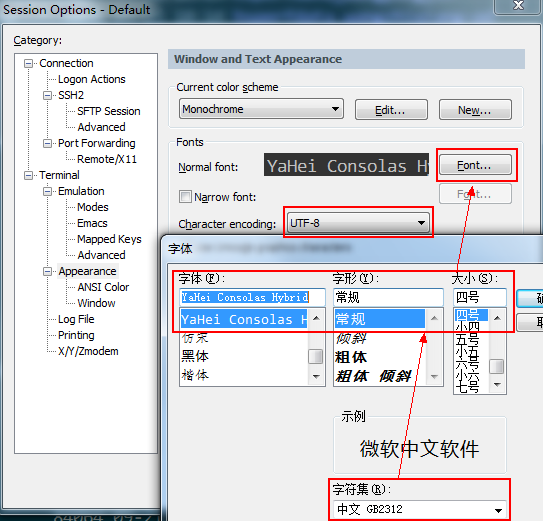 Session Options - Default
Category:
Connection
Logon Actions
SSH2
SFTP Session
Advanced
Port Forwarding
Remote/X11
Terminal
Emulation
Modes
Emacs
Mapped Keys
Advanced
Appearance
ANSI Color
Window
Log File
Printing
X/Y/Zmodem
Window and Text Appearance
Current color scheme
Monochrome
Edit...
New...
Fonts
Normal font:
YaHei Consolas Hy
Font...
Narrow font:
Font...
Character encoding:
UTF-8
字体
字体(F):
字形(Y):
大小(S):
YaHei Consolas Hybrid
常规
四号
YaHei Consolas H
仿宋
黑体
楷体
常规
倾斜
粗体
粗体 倾斜
四号
小四
五号
小五
六号
小六
七号
示例
微软中文软件
字符集(R):
中文 GB2312